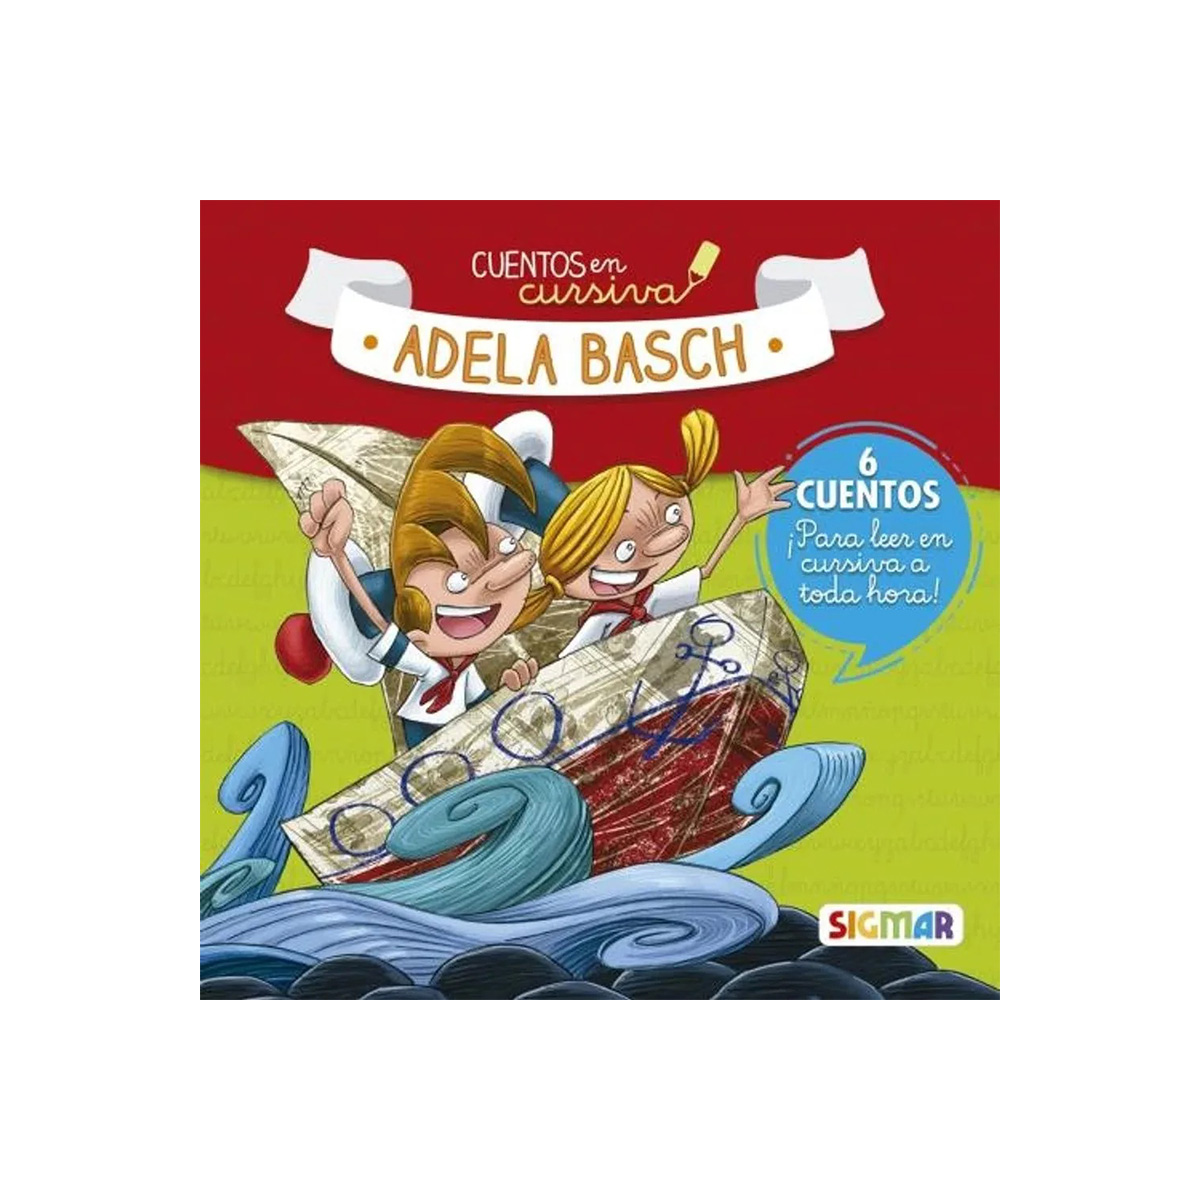 CUENTOS en
cursiva
• ADELA BASCH •
6
CUENTOS
¡Para leer en
cursiva a
toda hora!
SIGMAR